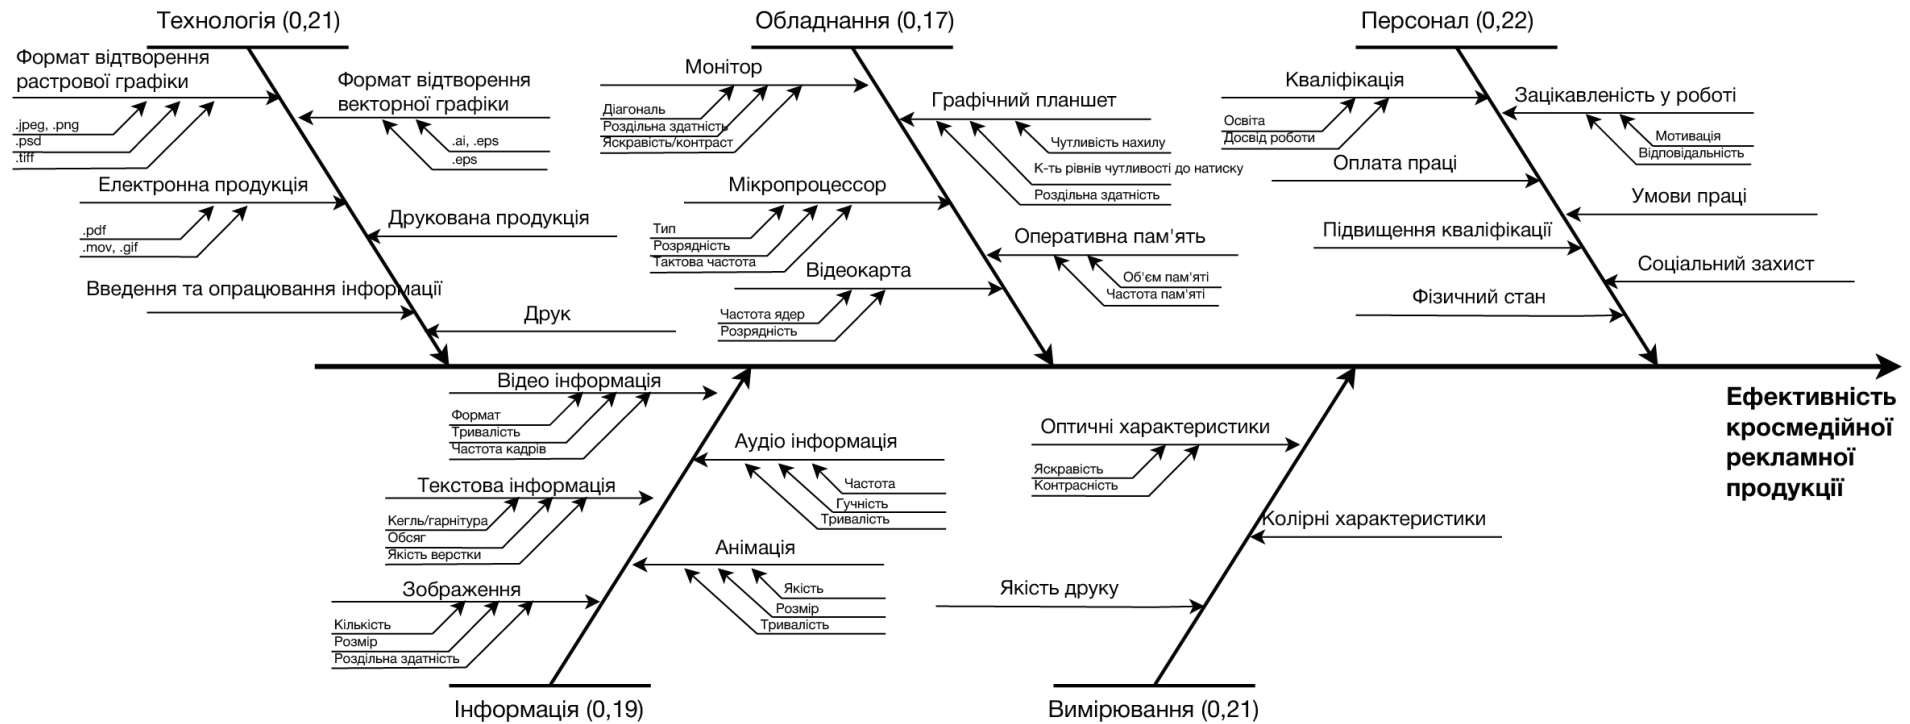 Технологія (0,21)
Формат відтворення
растрової графіки
.jpeg, .png
.psd
.tiff
Формат відтворення
векторної графіки
.ai, .eps
.eps
Електронна продукція
.pdf
.mov, .gif
Друкована продукція
Введення та опрацювання інформації
Друк
Обладнання (0,17)
Монітор
Діагональ
Роздільна здатність
Яскравість/контраст
Графічний планшет
Чутливість нахилу
К-ть рівнів чутливості до натиску
Роздільна здатність
Мікропроцессор
Тип
Розрядність
Тактова частота
Оперативна пам'ять
Об'єм пам'яті
Частота пам'яті
Відеокарта
Частота ядер
Розрядність
Персонал (0,22)
Кваліфікація
Освіта
Досвід роботи
Зацікавленість у роботі
Мотивація
Відповідальність
Оплата праці
Умови праці
Підвищення кваліфікації
Соціальний захист
Фізичний стан
Ефективність
кросмедійної
рекламної
продукції
Відео інформація
Формат
Тривалість
Частота кадрів
Аудіо інформація
Частота
Гучність
Тривалість
Текстова інформація
Кегль/гарнітура
Обсяг
Якість верстки
Анімація
Якість
Розмір
Тривалість
Зображення
Кількість
Розмір
Роздільна здатність
Інформація (0,19)
Оптичні характеристики
Яскравість
Контрасність
Колірні характеристики
Якість друку
Вимірювання (0,21)